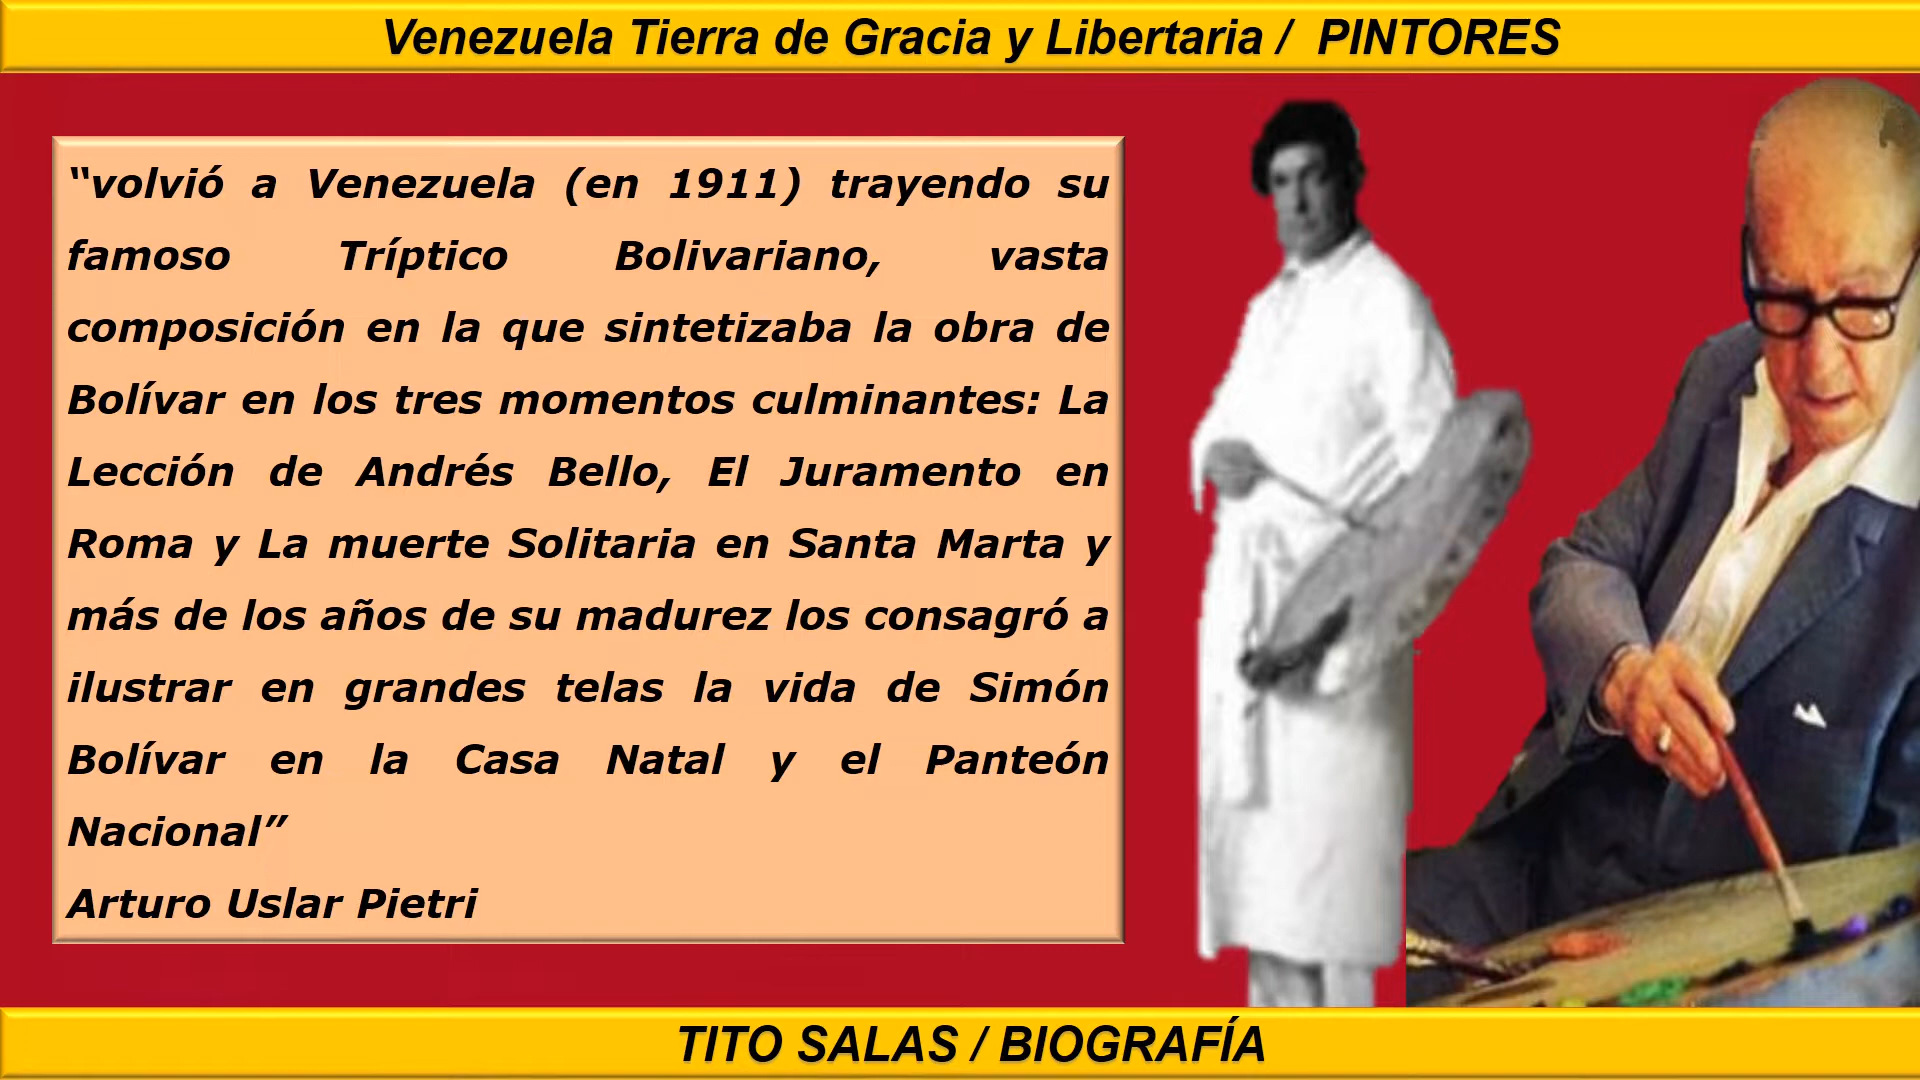 Venezuela Tierra de Gracia y Libertaria / PINTORES
“volvió a Venezuela (en 1911) trayendo su
famoso Tríptico Bolivariano, vasta
composición en la que sintetizaba la obra de
Bolívar en los tres momentos culminantes: La
Lección de Andrés Bello, El Juramento en
Roma y La muerte Solitaria en Santa Marta y
más de los años de su madurez los consagró a
ilustrar en grandes telas la vida de Simón
Bolívar en la Casa Natal y el Panteón
Nacional”
Arturo Uslar Pietri
TITO SALAS / BIOGRAFÍA